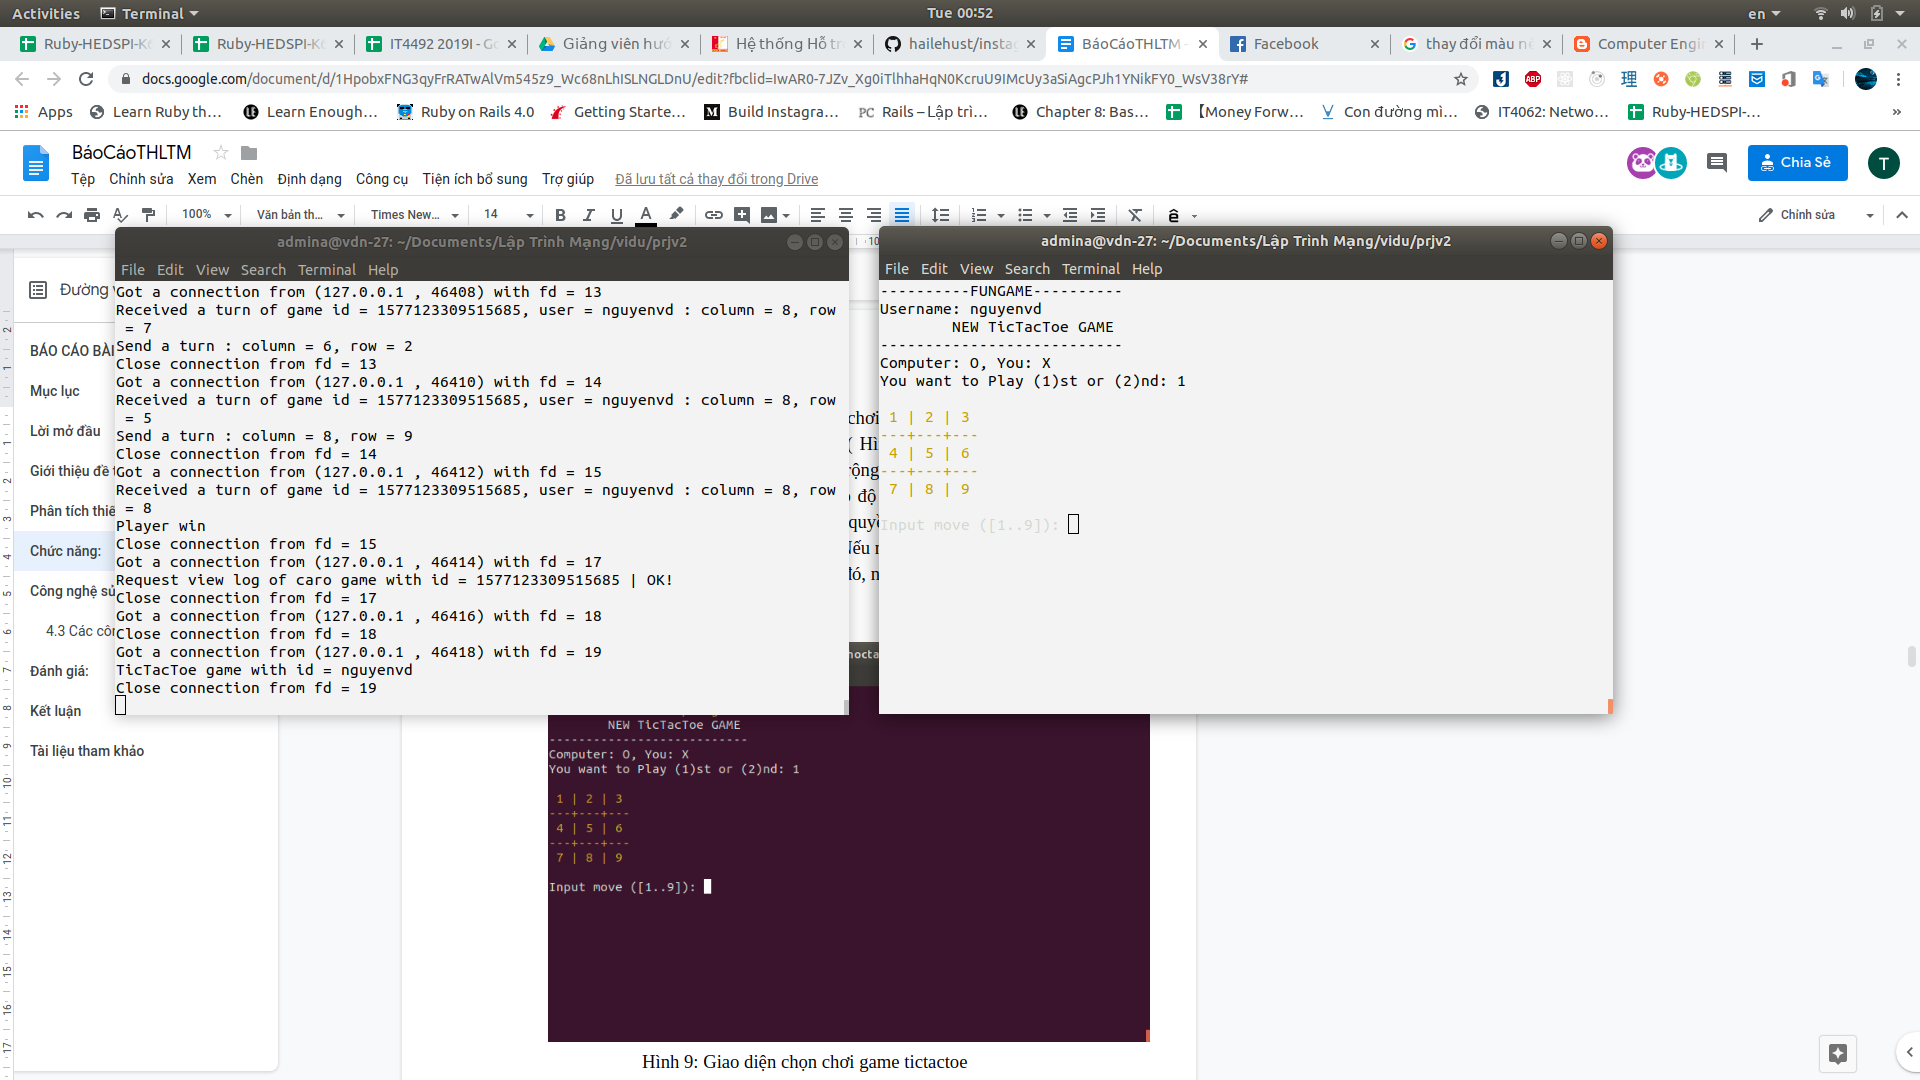 Activities
Terminal
Tue 00:52
en
Ruby-HEDSPI-K
Ruby-HEDSPI-K
IT4492 2019I - G
Giảng viên hướ
Hệ thống Hỗ tr
hailehust/insta
BáoCáoTHLTM -
Facebook
thay đổi màu n
Computer Engi
docs.google.com/document/d/1HpobxFNG3qyFrRATwAlVm545z9_Wc68nLhISLNGLDnU/edit?fbclid=IwAR0-7JZv_Xg0iTlhhaHqN0KcruU9IMcUy3aSiAgcPJh1YNikFY0_WsV38rY#
Apps
Learn Ruby th...
Learn Enough...
Ruby on Rails 4.0
Getting Starte...
Build Instagra...
Rails – Lập trì...
Chapter 8: Bas...
【Money Forw...
Con đường mì...
IT4062: Netwo...
Ruby-HEDSPI-...
»
BáoCáoTHLTM
Chia Sẻ
T
Tệp Chỉnh sửa Xem Chèn Định dạng Công cụ Tiện ích bổ sung Trợ giúp Đã lưu tất cả thay đổi trong Drive
100% Văn bản th... Times New... 14 Chỉnh sửa
Đường
BÁO CÁO BÀI
Mục lục
Lời mở đầu
Giới thiệu đề t
Phân tích thiế
Chức năng:
Công nghệ sử
4.3 Các côn
Đánh giá:
Kết luận
Tài liệu tham khảo
admina@vdn-27: ~/Documents/Lập Trình Mạng/vidu/prjv2
File Edit View Search Terminal Help
Got a connection from (127.0.0.1 , 46408) with fd = 13
Received a turn of game id = 1577123309515685, user = nguyenvd : column = 8, row
= 7
Send a turn : column = 6, row = 2
Close connection from fd = 13
Got a connection from (127.0.0.1 , 46410) with fd = 14
Received a turn of game id = 1577123309515685, user = nguyenvd : column = 8, row
= 5
Send a turn : column = 8, row = 9
Close connection from fd = 14
Got a connection from (127.0.0.1 , 46412) with fd = 15
Received a turn of game id = 1577123309515685, user = nguyenvd : column = 8, row
= 8
Player win
Close connection from fd = 15
Got a connection from (127.0.0.1 , 46414) with fd = 17
Request view log of caro game with id = 1577123309515685 | OK!
Close connection from fd = 17
Got a connection from (127.0.0.1 , 46416) with fd = 18
Close connection from fd = 18
Got a connection from (127.0.0.1 , 46418) with fd = 19
TicTacToe game with id = nguyenvd
Close connection from fd = 19
admina@vdn-27: ~/Documents/Lập Trình Mạng/vidu/prjv2
File Edit View Search Terminal Help
----------FUNGAME----------
Username: nguyenvd
NEW TicTacToe GAME
---------------------------
Computer: O, You: X
You want to Play (1)st or (2)nd: 1
1 | 2 | 3
---+---+---
4 | 5 | 6
---+---+---
7 | 8 | 9
Input move ([1..9]):
NEW TicTacToe GAME
---------------------------
Computer: O, You: X
You want to Play (1)st or (2)nd: 1
1 | 2 | 3
---+---+---
4 | 5 | 6
---+---+---
7 | 8 | 9
Input move ([1..9]):
Hình 9: Giao diện chọn chơi game tictactoe